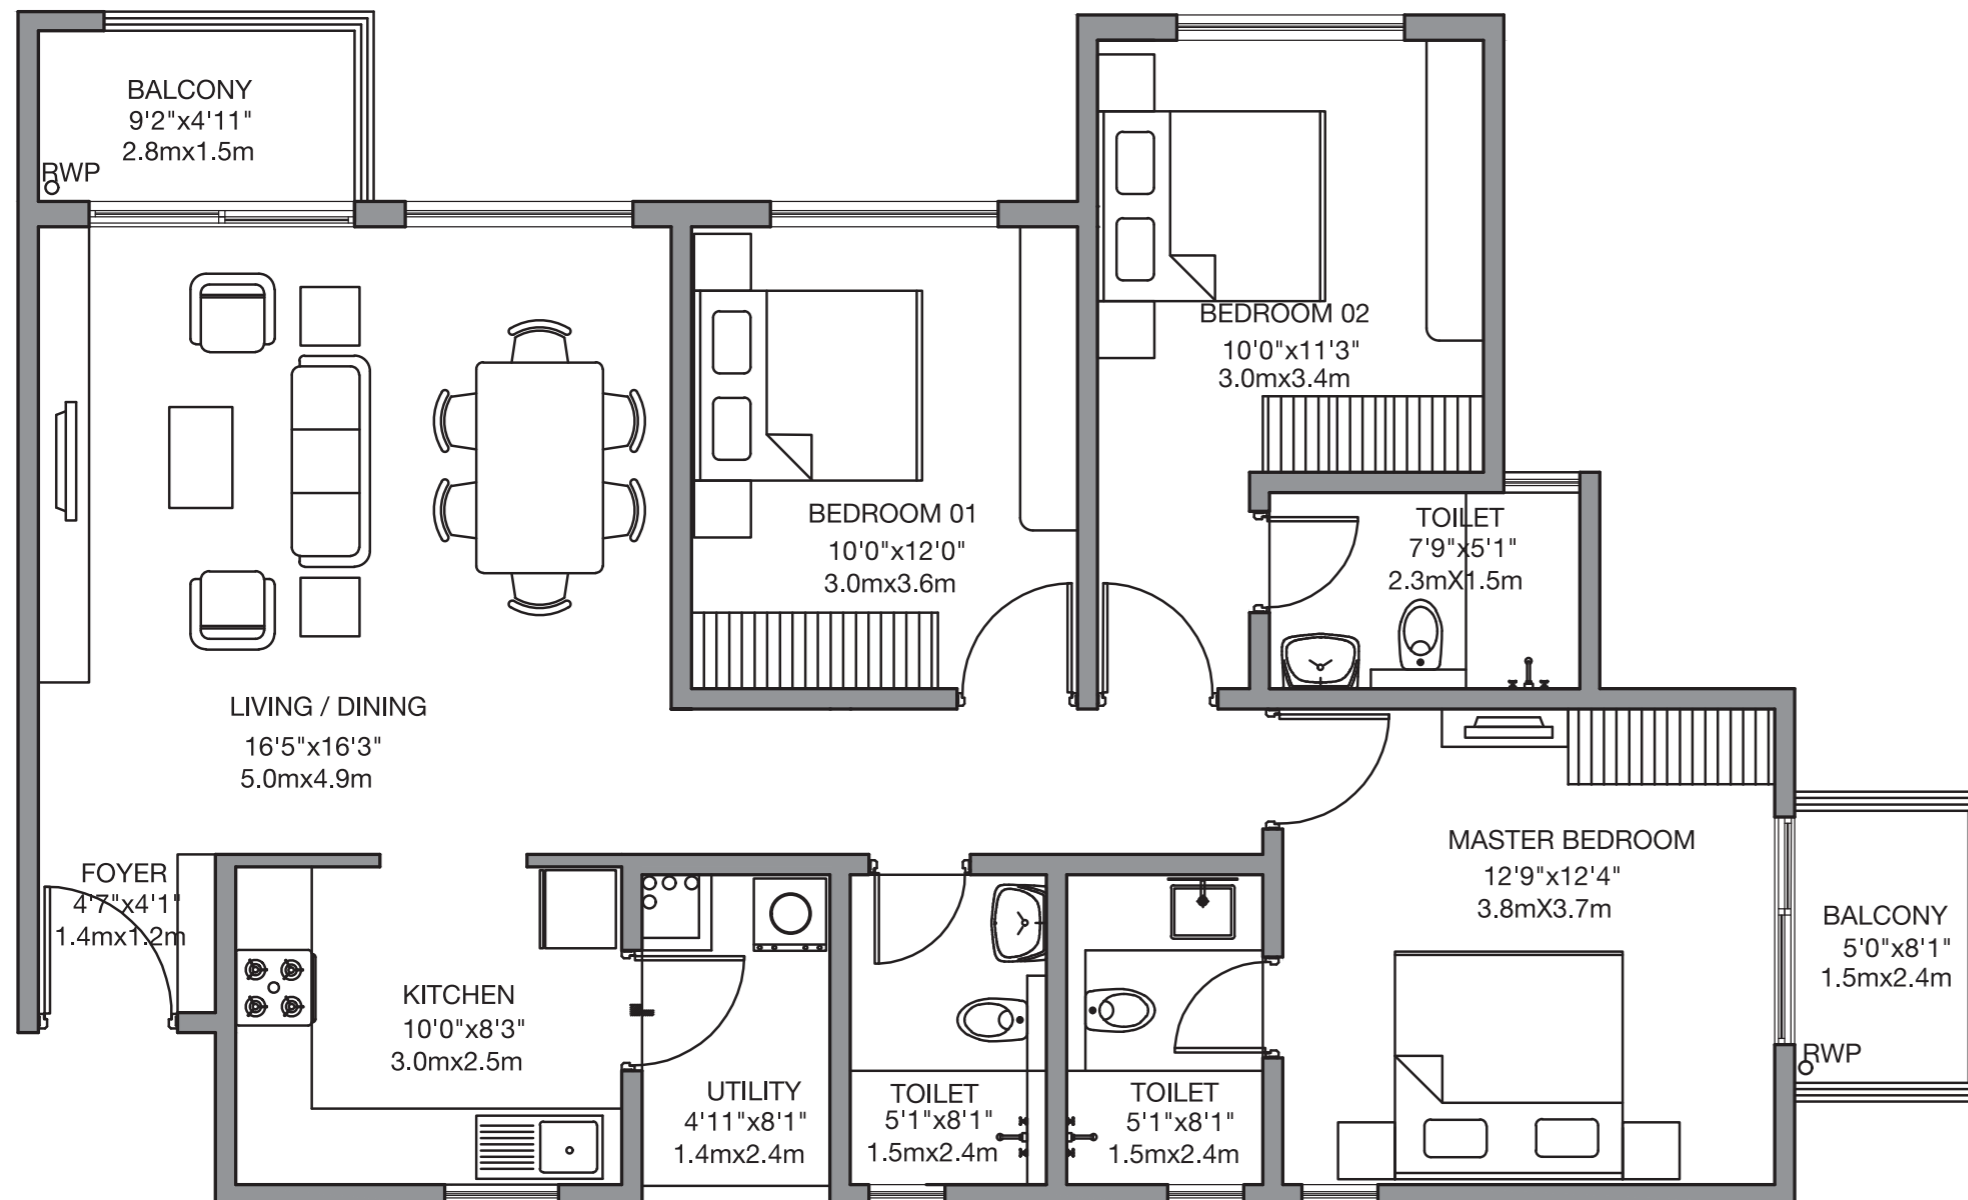 BALCONY
9'2"x4'11"
2.8mx1.5m
RWP
BEDROOM 02
10'0"x11'3"
3.0mx3.4m
BEDROOM 01
10'0"x12'0"
3.0mx3.6m
TOILET
7'9"x5'1"
2.3mX1.5m
LIVING / DINING
16'5"x16'3"
5.0mx4.9m
FOYER
4'7"x4'1"
1.4mx1.2m
MASTER BEDROOM
12'9"x12'4"
3.8mX3.7m
BALCONY
5'0"x8'1"
1.5mx2.4m
RWP
KITCHEN
10'0"x8'3"
3.0mx2.5m
UTILITY
4'11"x8'1"
1.4mx2.4m
TOILET
5'1"x8'1"
1.5mx2.4m
TOILET
5'1"x8'1"
1.5mx2.4m